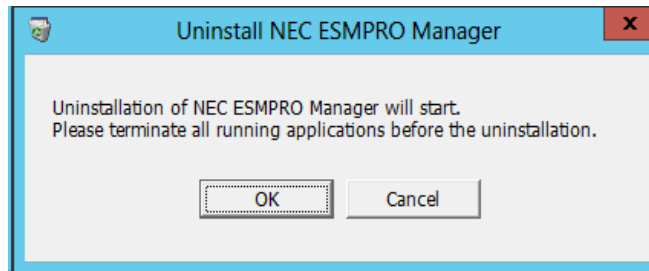 Uninstall NEC ESMPRO Manager
x
Uninstallation of NEC ESMPRO Manager will start.
Please terminate all running applications before the uninstallation.
OK
Cancel